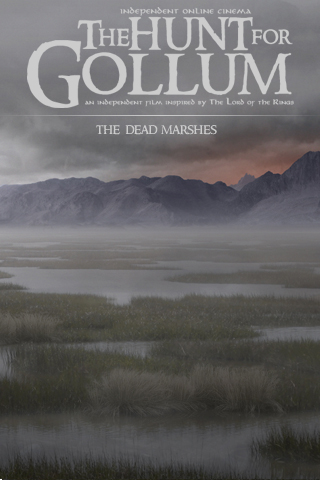 independent online cinema
THE HUNT FOR
GOLLUM
an independent film inspired by The Lord of the Rings
THE DEAD MARSHES